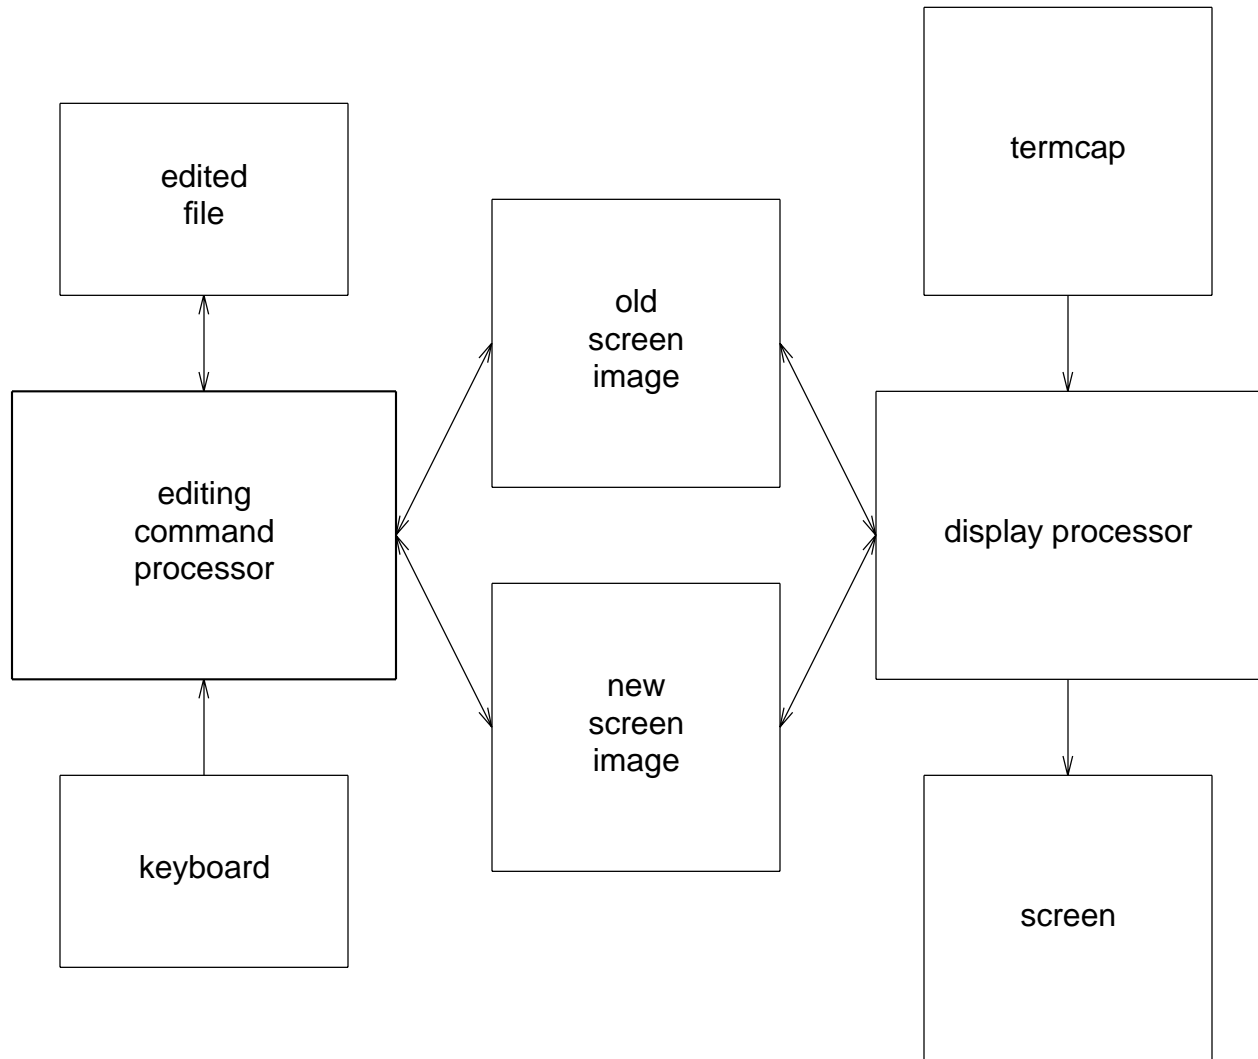 edited
file
editing
command
processor
keyboard
old
screen
image
new
screen
image
termcap
display processor
screen